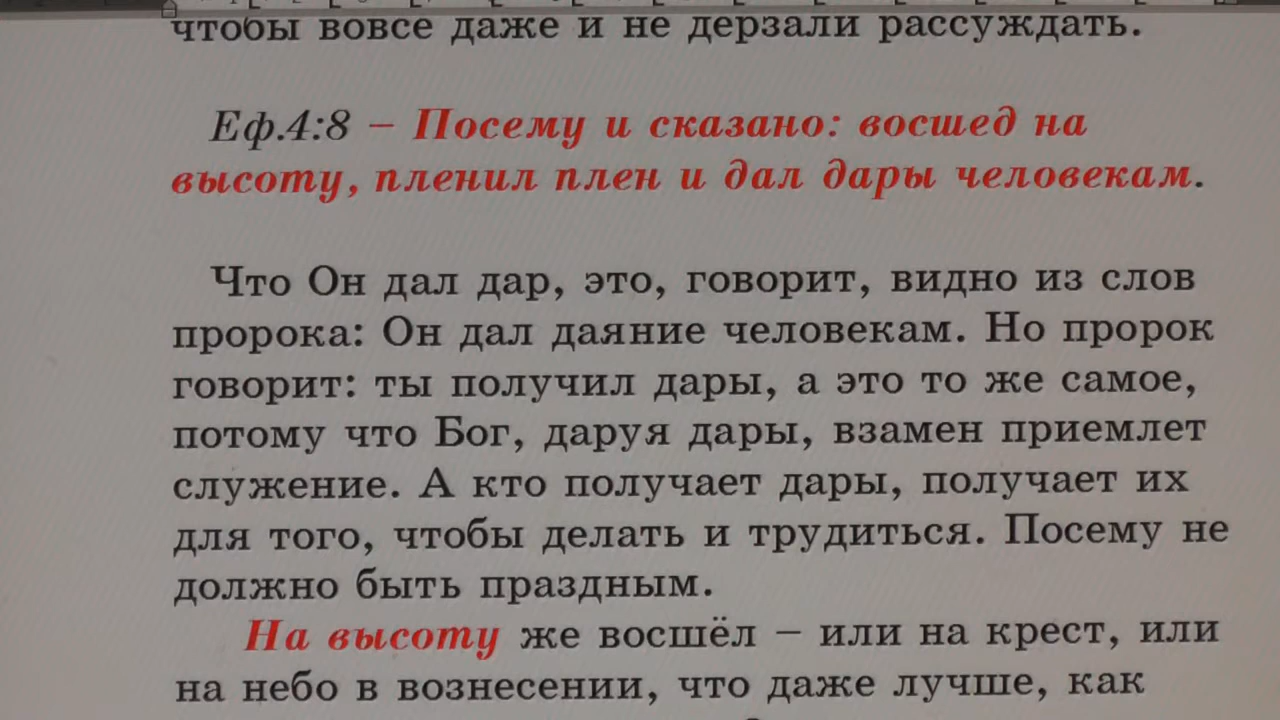 чтобы вовсе даже и не дерзали рассуждать.
Еф.4:8 – Посему и сказано: восшед на
высоту, пленил плен и дал дары человекам.
Что Он дал дар, это, говорит, видно из слов
пророка: Он дал даяние человекам. Но пророк
говорит: ты получил дары, а это то же самое,
потому что Бог, даруя дары, взамен приемлет
служение. А кто получает дары, получает их
для того, чтобы делать и трудиться. Посему не
должно быть праздным.
На высоту же восшёл – или на крест, или
на небо в вознесении, что даже лучше, как